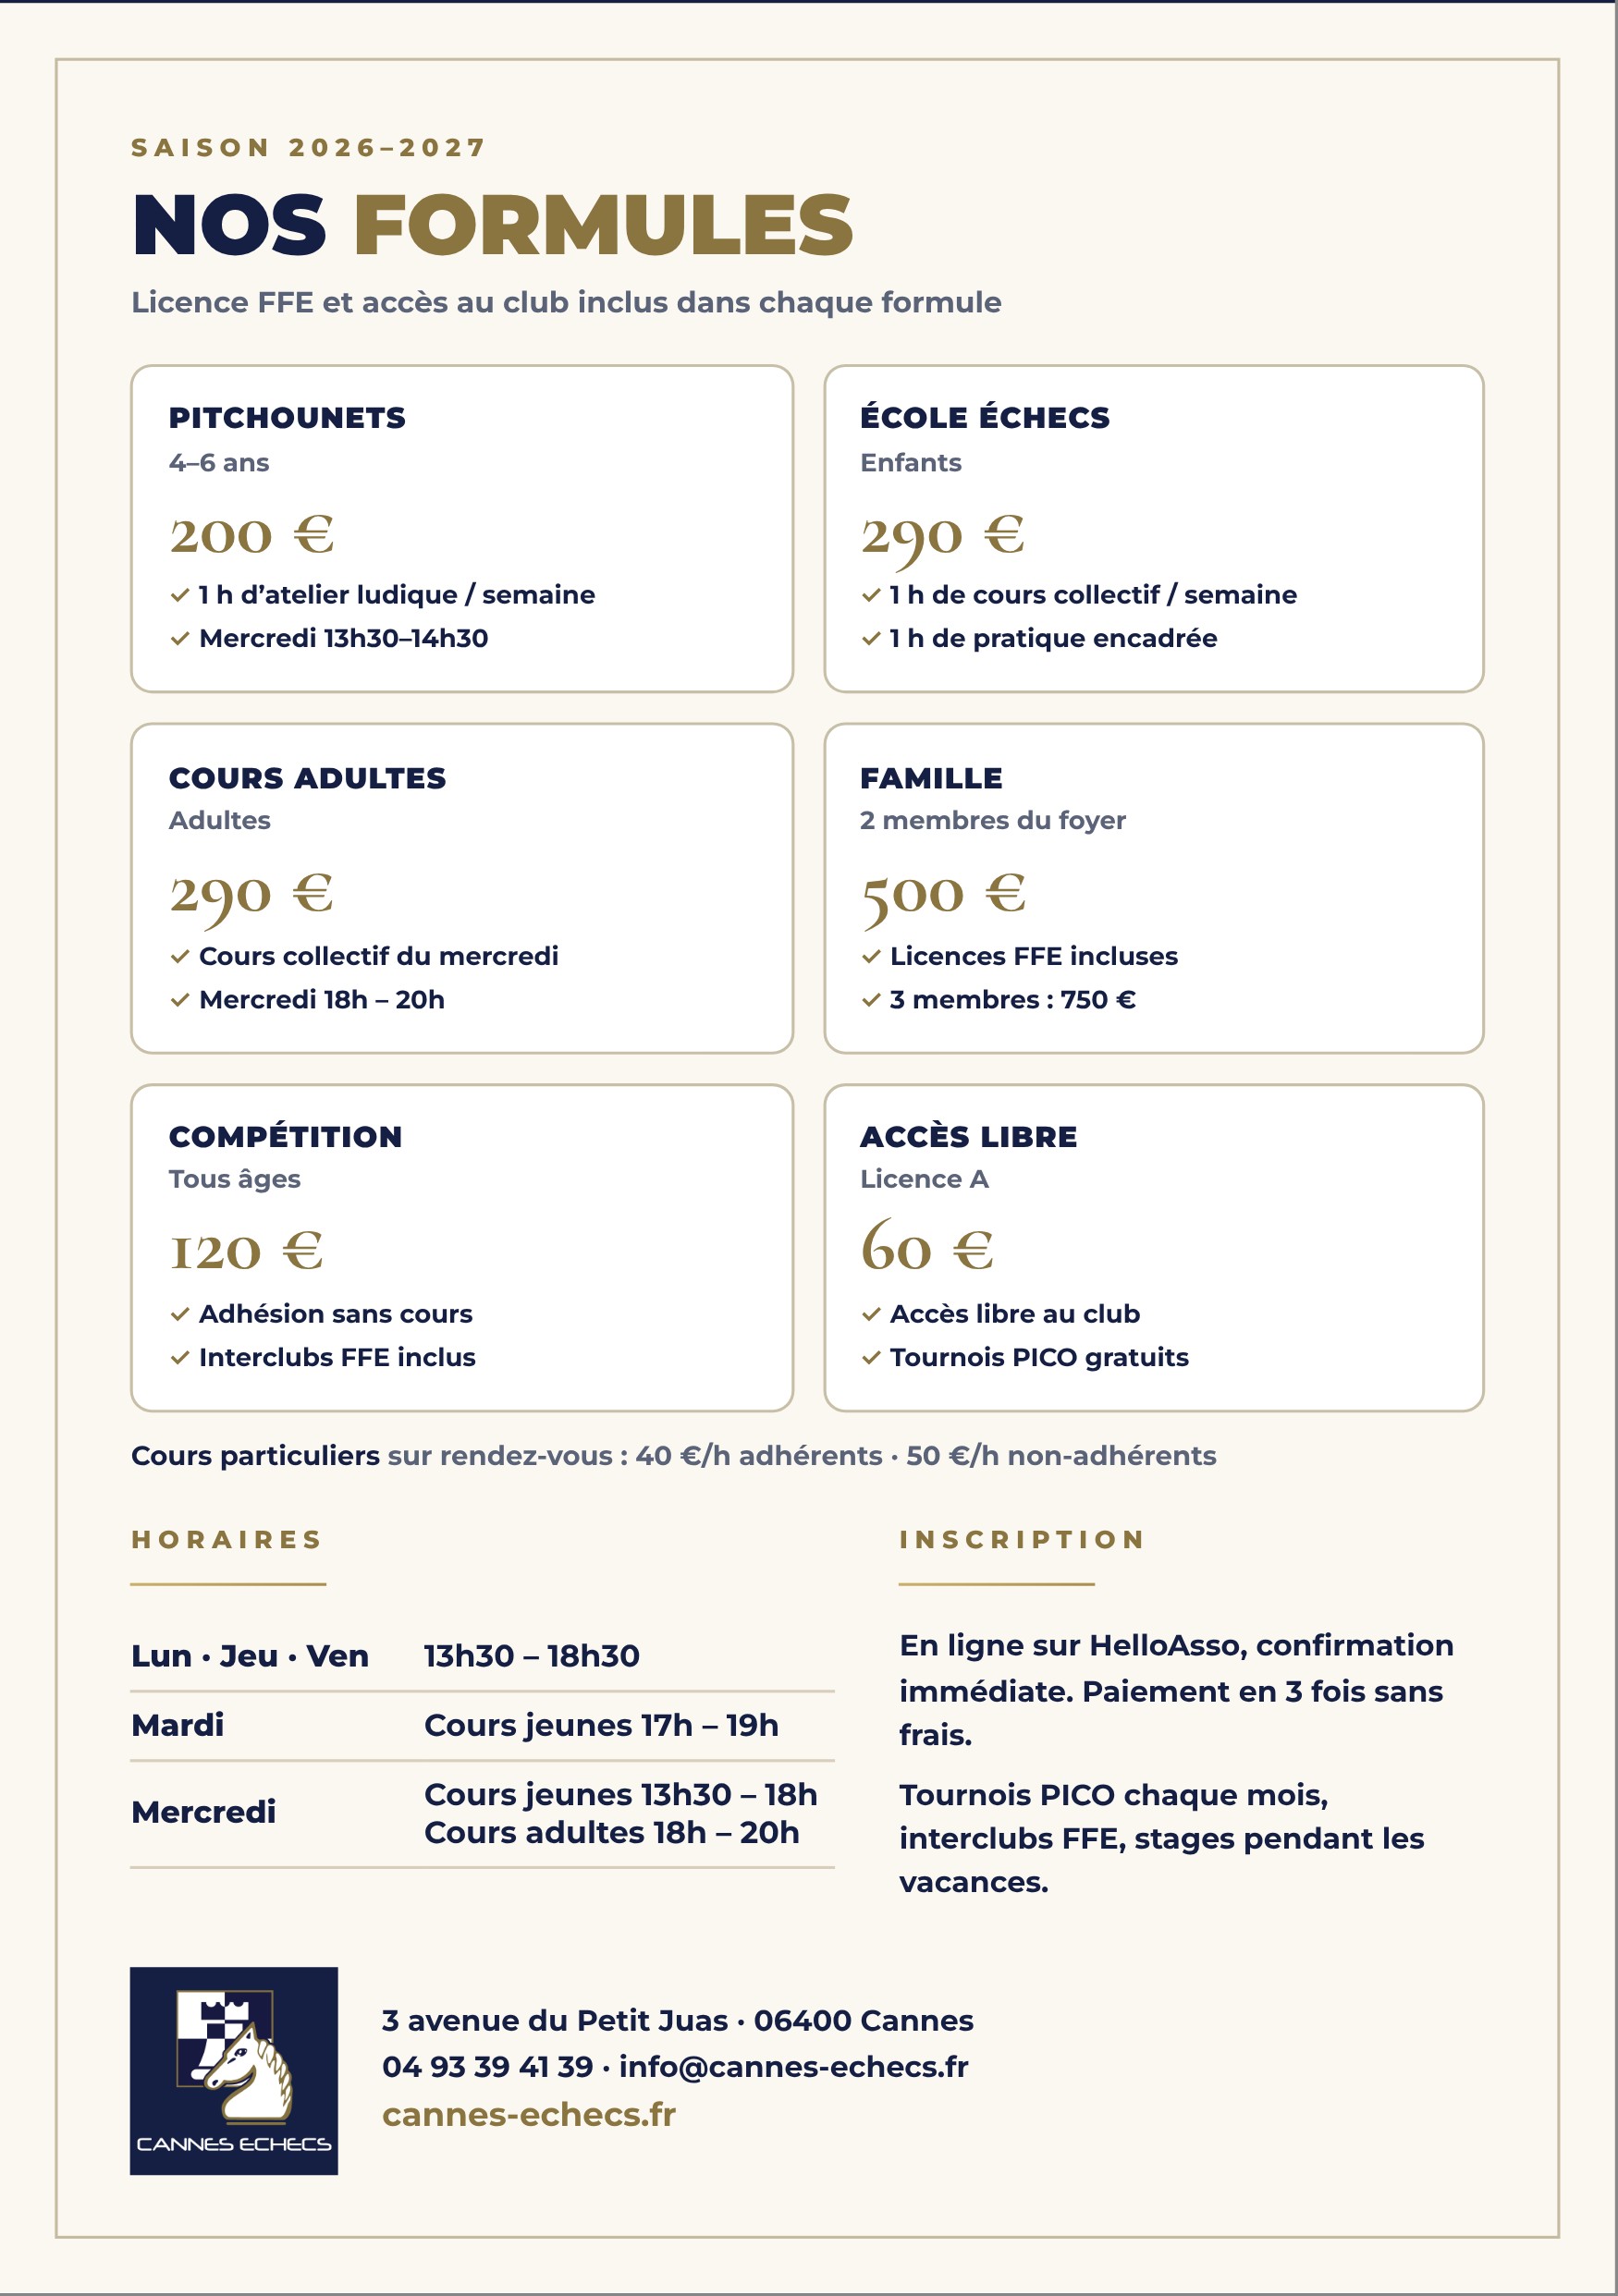 SAISON 2026–2027
NOS FORMULES
Licence FFE et accès au club inclus dans chaque formule
PITCHOUNETS
4–6 ans
200 €
✓ 1 h d’atelier ludique / semaine
✓ Mercredi 13h30–14h30
ÉCOLE ÉCHECS
Enfants
290 €
✓ 1 h de cours collectif / semaine
✓ 1 h de pratique encadrée
COURS ADULTES
Adultes
290 €
✓ Cours collectif du mercredi
✓ Mercredi 18h – 20h
FAMILLE
2 membres du foyer
500 €
✓ Licences FFE incluses
✓ 3 membres : 750 €
COMPÉTITION
Tous âges
120 €
✓ Adhésion sans cours
✓ Interclubs FFE inclus
ACCÈS LIBRE
Licence A
60 €
✓ Accès libre au club
✓ Tournois PICO gratuits
Cours particuliers sur rendez-vous : 40 €/h adhérents · 50 €/h non-adhérents
HORAIRES
Lun · Jeu · Ven 13h30 – 18h30
Mardi Cours jeunes 17h – 19h
Mercredi Cours jeunes 13h30 – 18h
Cours adultes 18h – 20h
INSCRIPTION
En ligne sur HelloAsso, confirmation
immédiate. Paiement en 3 fois sans
frais.
Tournois PICO chaque mois,
interclubs FFE, stages pendant les
vacances.
CANNES ECHECS
3 avenue du Petit Juas · 06400 Cannes
04 93 39 41 39 · info@cannes-echecs.fr
cannes-echecs.fr